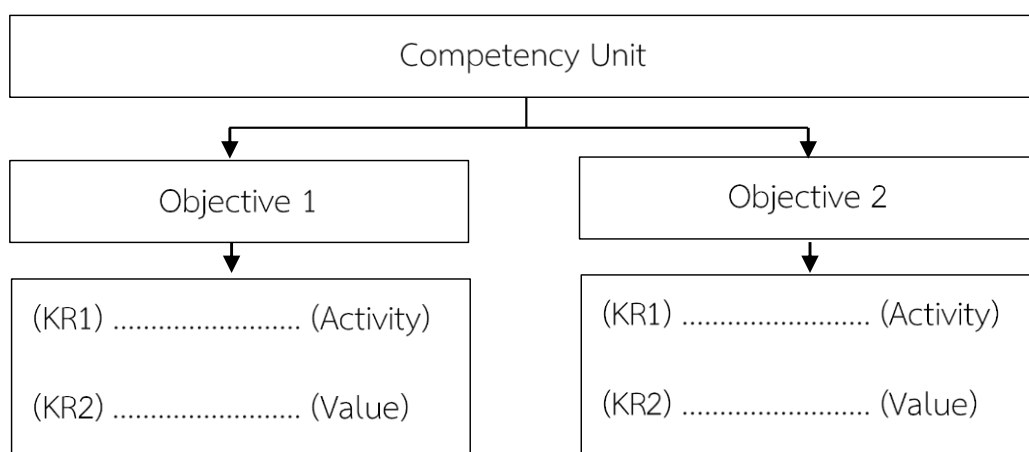 Competency Unit
Objective 1
Objective 2
(KR1) ......................... (Activity)
(KR2) ......................... (Value)
(KR1) ......................... (Activity)
(KR2) ......................... (Value)